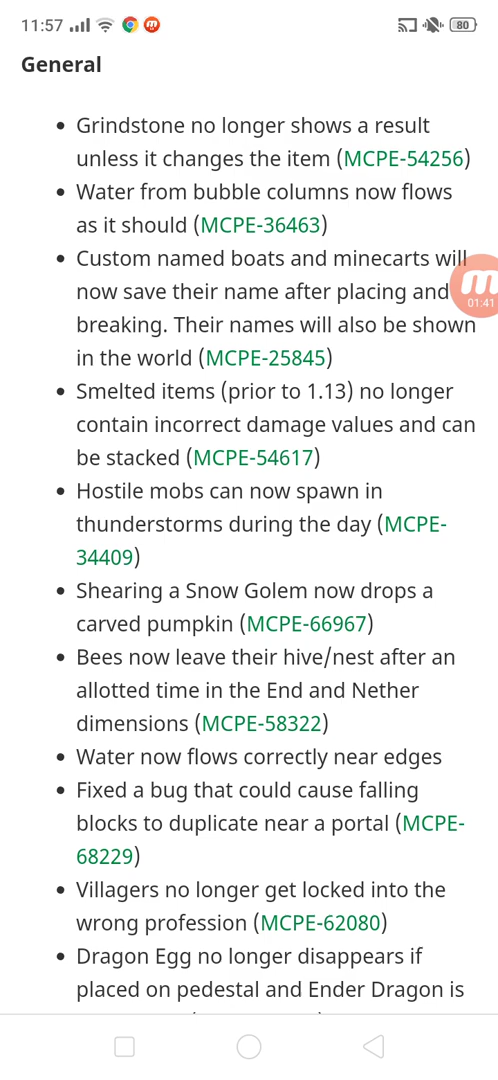 11:57
80
General
Grindstone no longer shows a result
unless it changes the item (MCPE-54256)
Water from bubble columns now flows
as it should (MCPE-36463)
Custom named boats and minecarts will
now save their name after placing and
01:41
breaking. Their names will also be shown
in the world (MCPE-25845)
Smelted items (prior to 1.13) no longer
contain incorrect damage values and can
be stacked (MCPE-54617)
Hostile mobs can now spawn in
thunderstorms during the day (MCPE-
34409)
Shearing a Snow Golem now drops a
carved pumpkin (MCPE-66967)
Bees now leave their hive/nest after an
allotted time in the End and Nether
dimensions (MCPE-58322)
Water now flows correctly near edges
Fixed a bug that could cause falling
blocks to duplicate near a portal (MCPE-
68229)
Villagers no longer get locked into the
wrong profession (MCPE-62080)
Dragon Egg no longer disappears if
placed on pedestal and Ender Dragon is